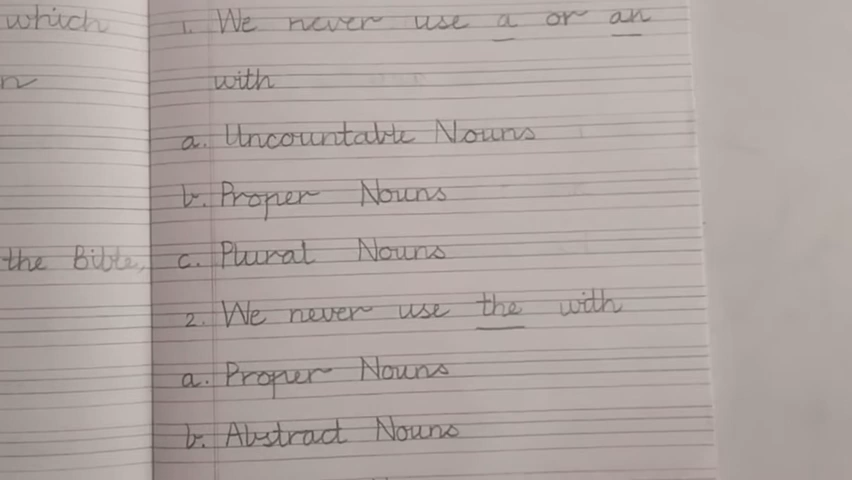 which
n
the Bible,
1. We never use a or an
with
a. Uncountable Nouns
b. Proper Nouns
c. Plural Nouns
2. We never use the with
a. Proper Nouns
b. Abstract Nouns